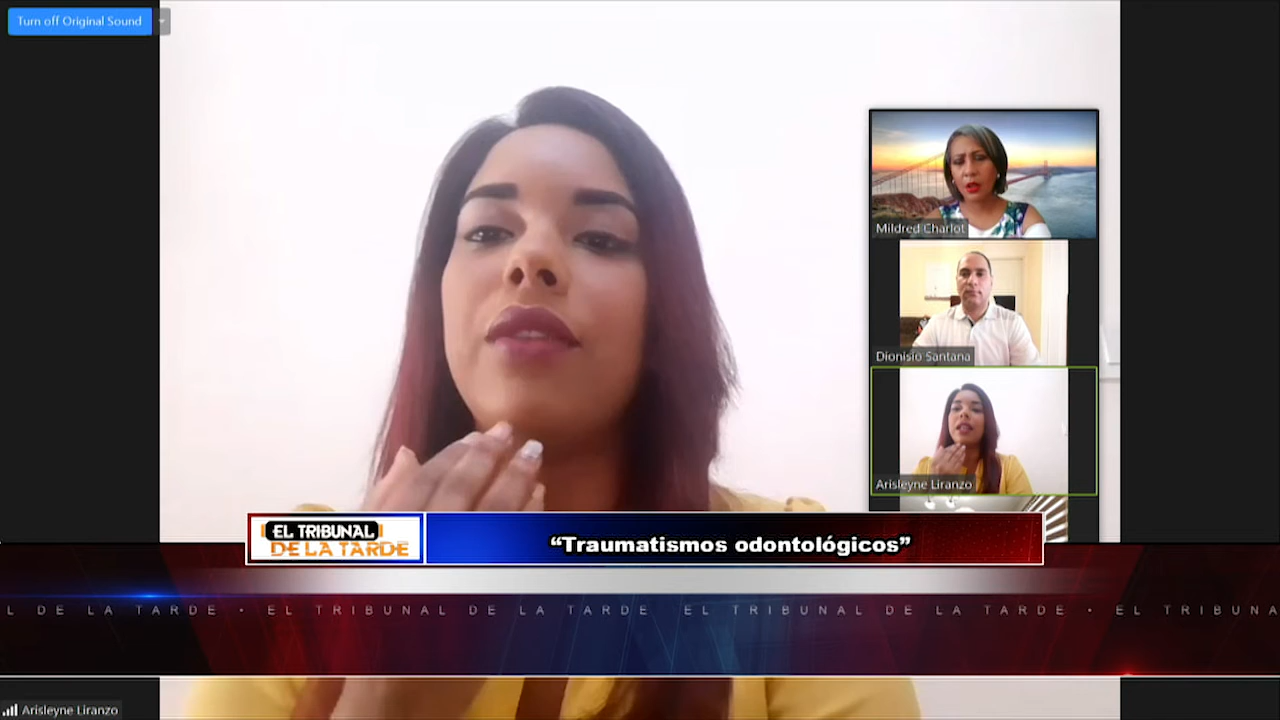 Turn off Original Sound
Mildred Charlot
Dionisio Santana
Arisleyne Liranzo
EL TRIBUNAL
DE LA TARDE
“Traumatismos odontológicos”
L DE LA TARDE • EL TRIBUNAL DE LA TARDE EL TRIBUNAL DE LA TARDE • EL TRIBUNA
Arisleyne Liranzo